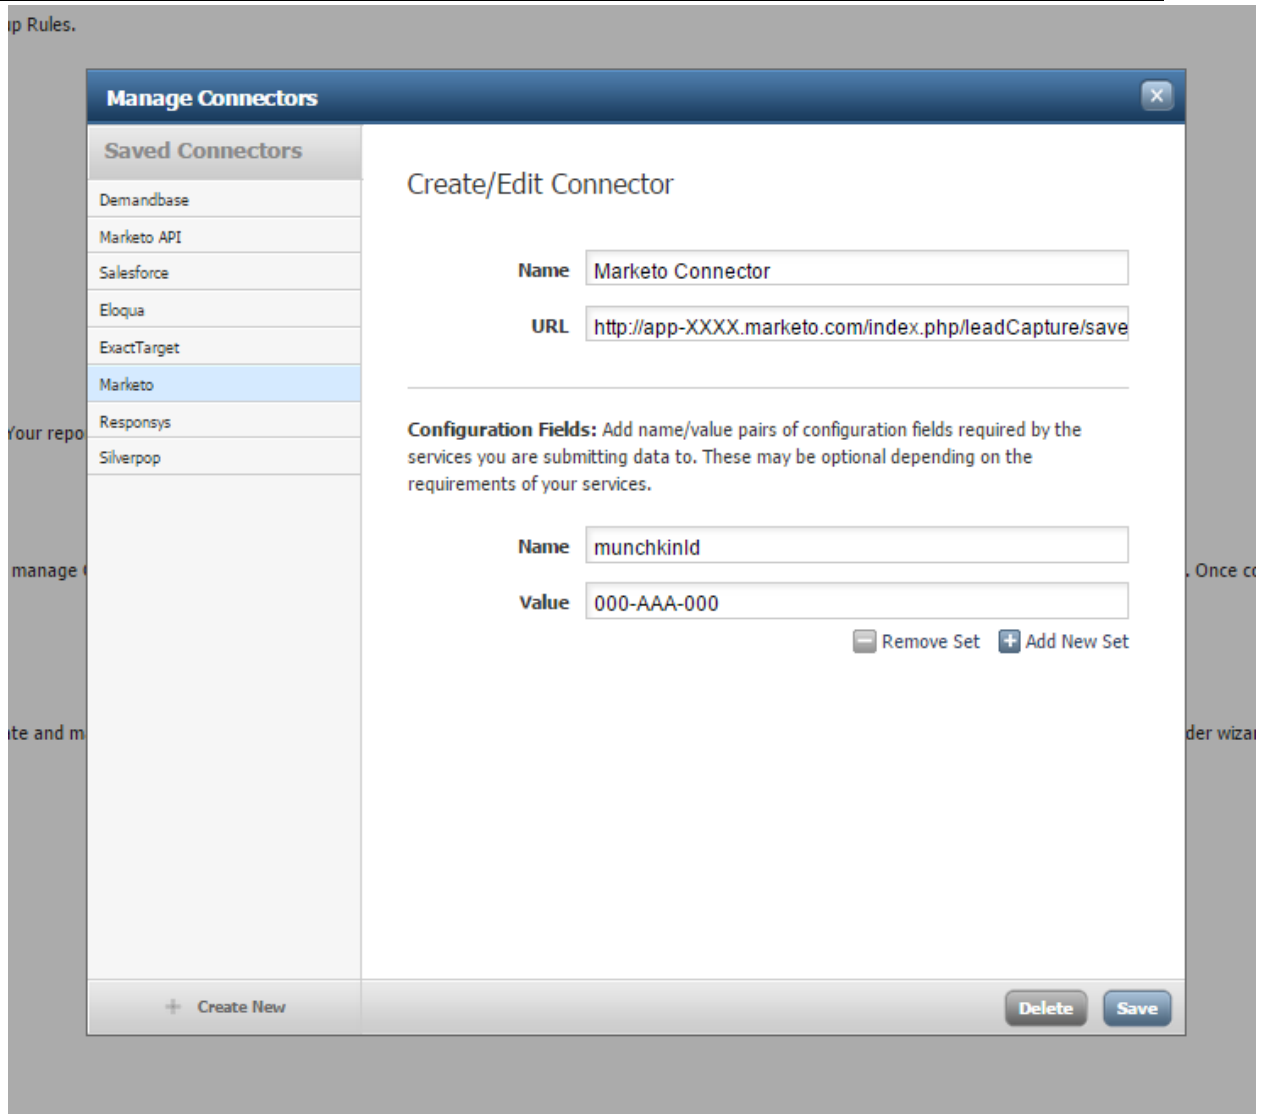 up Rules.
Manage Connectors
Saved Connectors
Demandbase
Marketo API
Salesforce
Eloqua
ExactTarget
Marketo
Responsys
Silverpop
Create/Edit Connector
Name Marketo Connector
URL http://app-XXXX.marketo.com/index.php/leadCapture/save
Configuration Fields: Add name/value pairs of configuration fields required by the
services you are submitting data to. These may be optional depending on the
requirements of your services.
Name munchkinId
Value 000-AAA-000
Remove Set Add New Set
Your repo
manage
. Once co
ate and m
der wizar
+ Create New
Delete Save